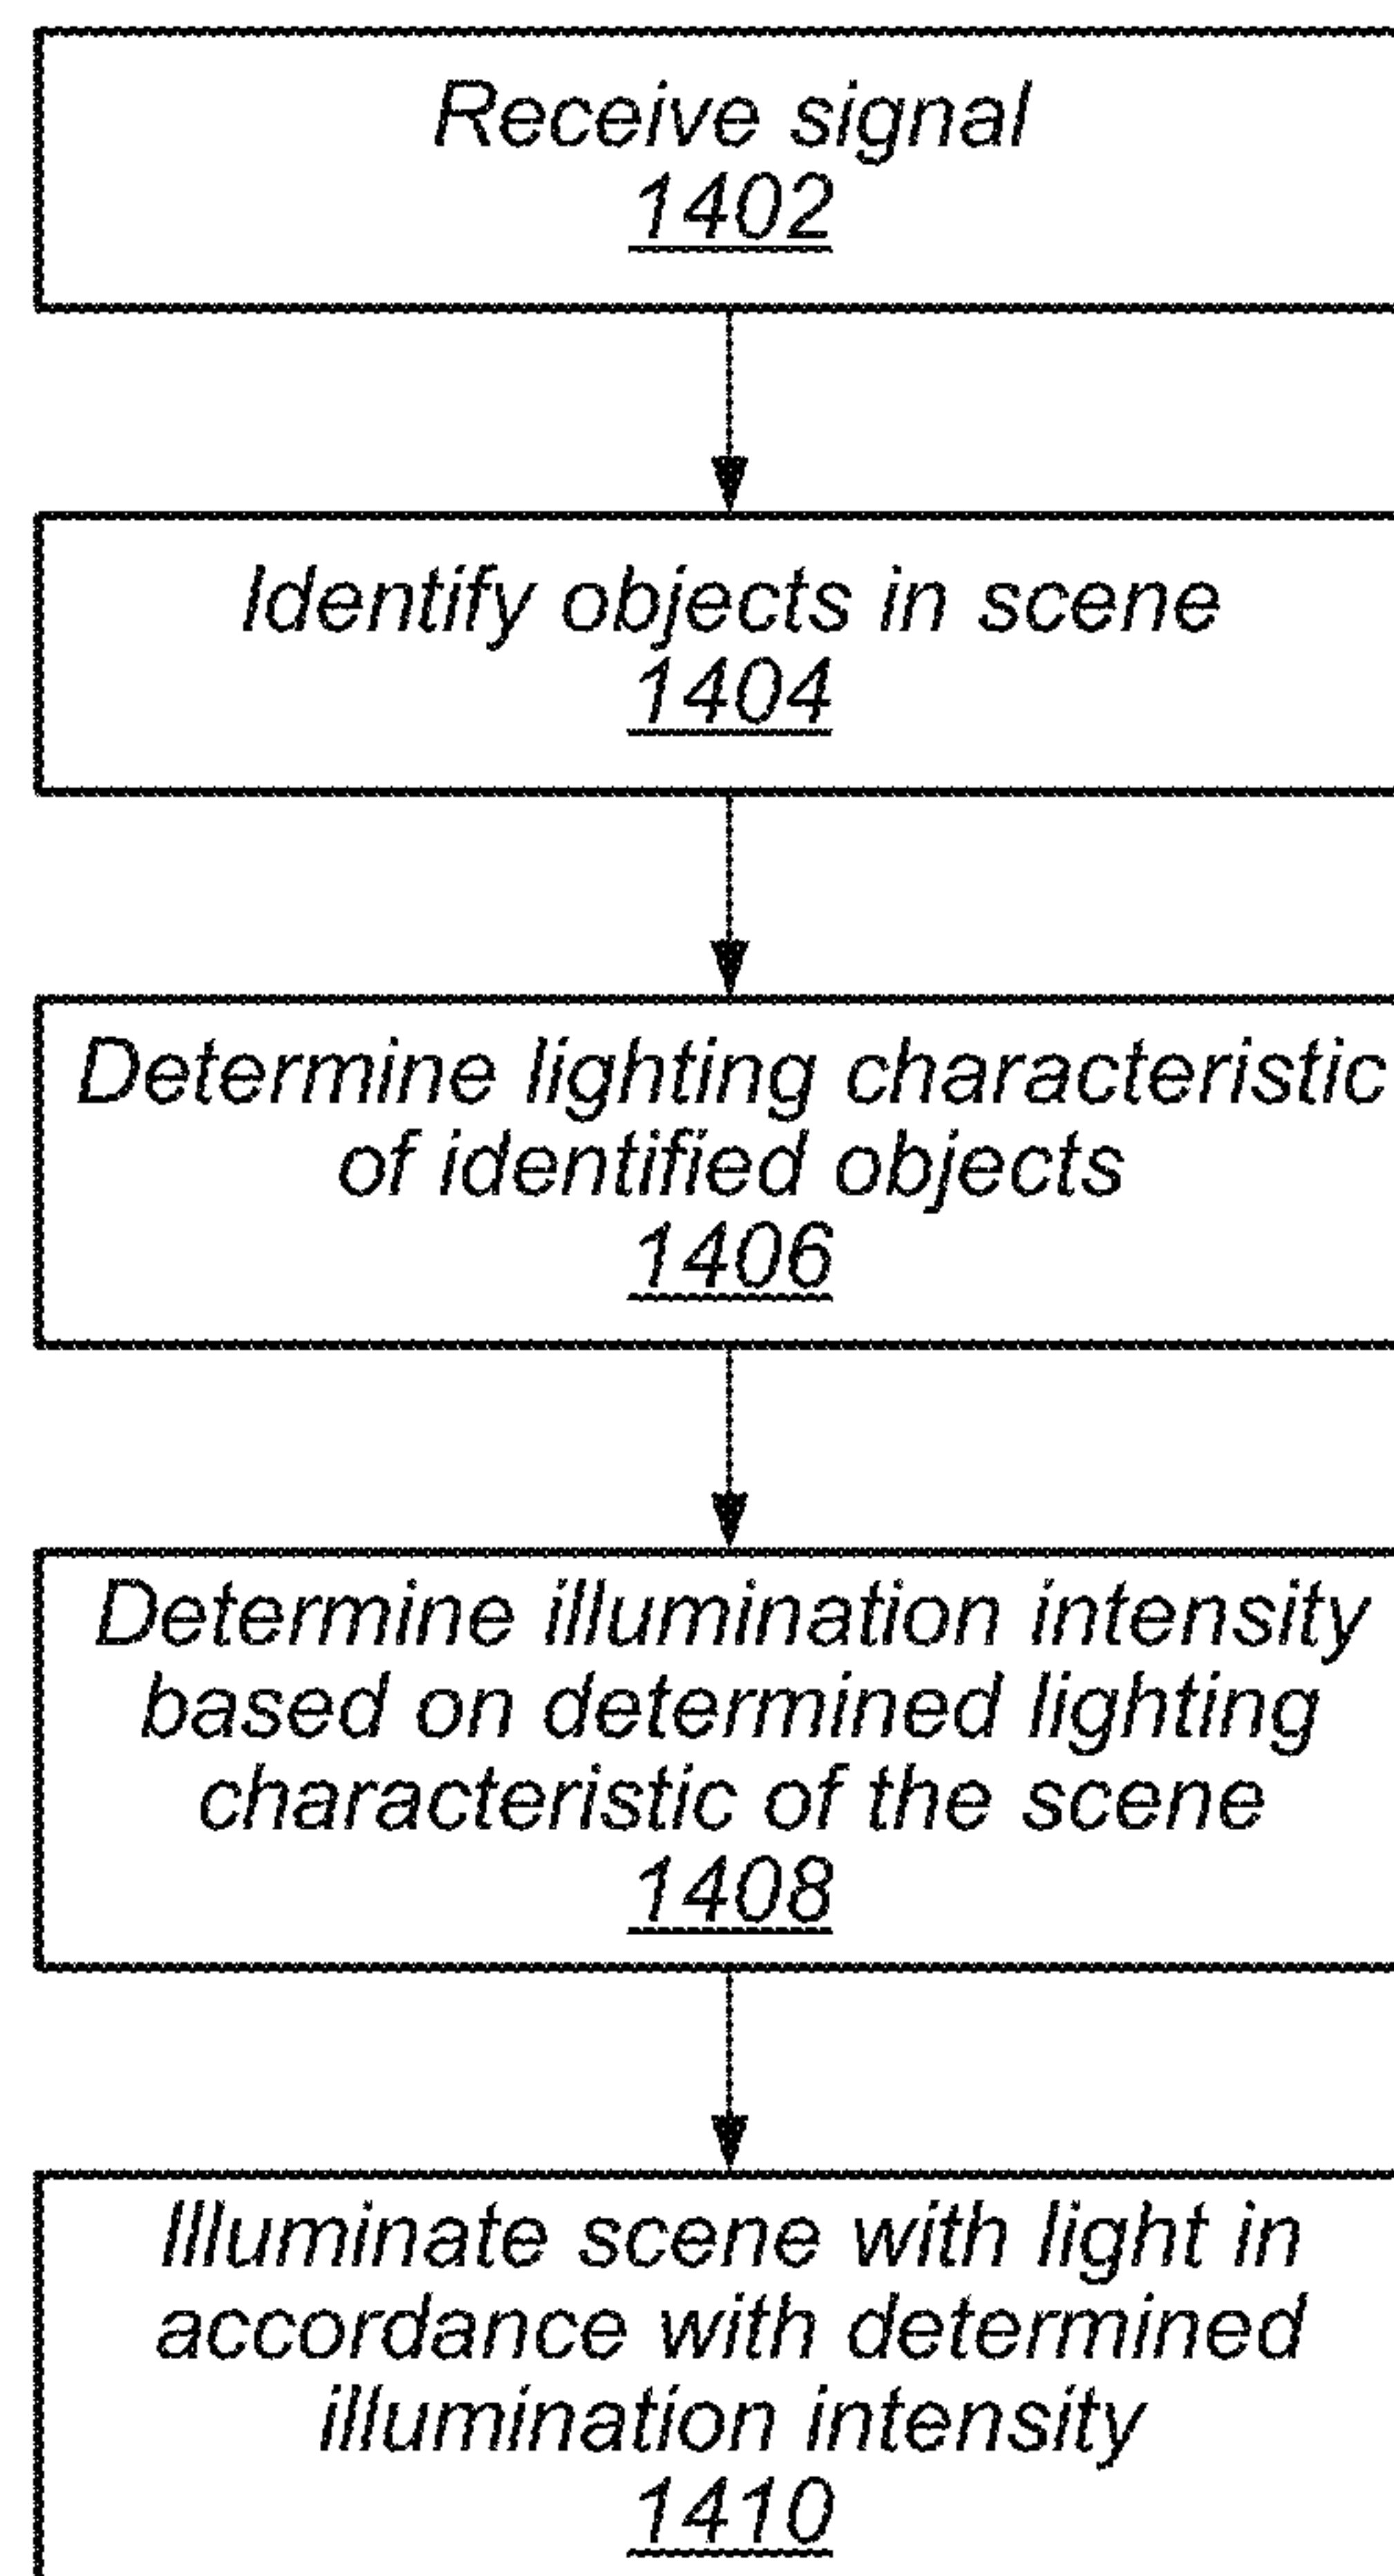 Receive signal
1402
Identify objects in scene
1404
Determine lighting characteristic
of identified objects
1406
Determine illumination intensity
based on determined lighting
characteristic of the scene
1408
Illuminate scene with light in
accordance with determined
illumination intensity
1410